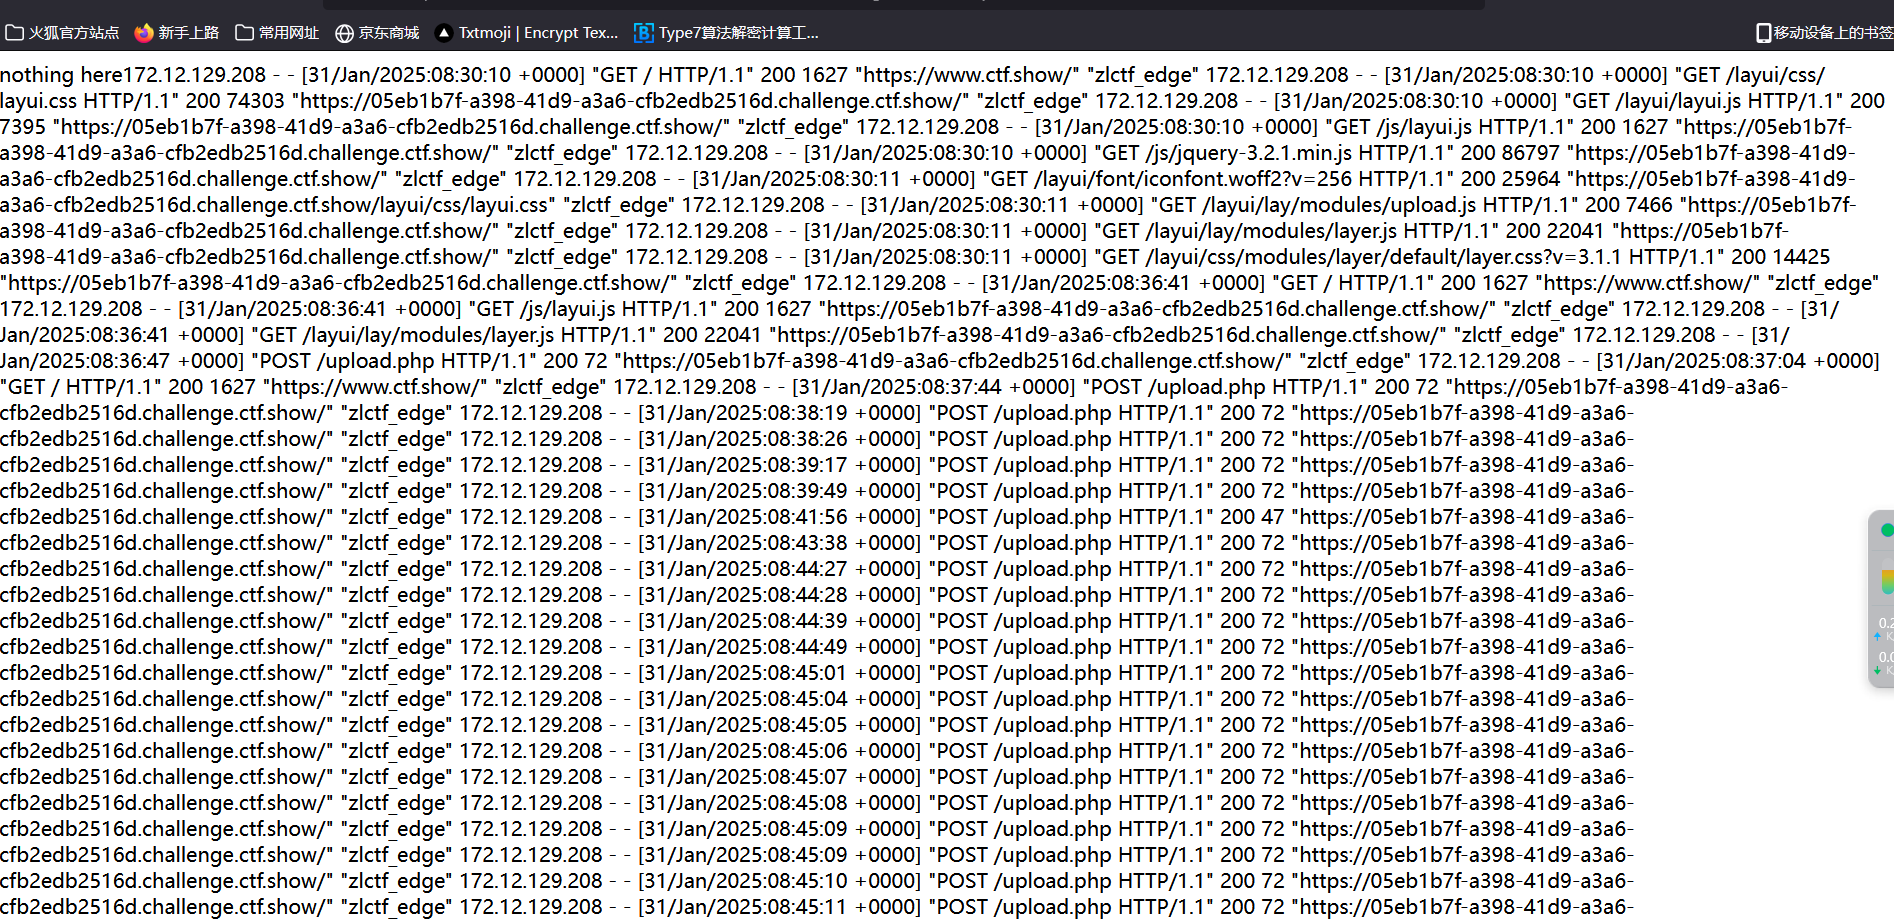 火狐官方站点 新手上路 常用网址 京东商城 Txtmoji | Encrypt Tex... Type7算法解密计算工... 移动设备上的书签
nothing here172.12.129.208 - - [31/Jan/2025:08:30:10 +0000] "GET / HTTP/1.1" 200 1627 "https://www.ctf.show/" "zlctf_edge" 172.12.129.208 - - [31/Jan/2025:08:30:10 +0000] "GET /layui/css/
layui.css HTTP/1.1" 200 74303 "https://05eb1b7f-a398-41d9-a3a6-cfb2edb2516d.challenge.ctf.show/" "zlctf_edge" 172.12.129.208 - - [31/Jan/2025:08:30:10 +0000] "GET /layui/layui.js HTTP/1.1" 200
7395 "https://05eb1b7f-a398-41d9-a3a6-cfb2edb2516d.challenge.ctf.show/" "zlctf_edge" 172.12.129.208 - - [31/Jan/2025:08:30:10 +0000] "GET /js/layui.js HTTP/1.1" 200 1627 "https://05eb1b7f-
a398-41d9-a3a6-cfb2edb2516d.challenge.ctf.show/" "zlctf_edge" 172.12.129.208 - - [31/Jan/2025:08:30:10 +0000] "GET /js/jquery-3.2.1.min.js HTTP/1.1" 200 86797 "https://05eb1b7f-a398-41d9-
a3a6-cfb2edb2516d.challenge.ctf.show/" "zlctf_edge" 172.12.129.208 - - [31/Jan/2025:08:30:11 +0000] "GET /layui/font/iconfont.woff2?v=256 HTTP/1.1" 200 25964 "https://05eb1b7f-a398-41d9-
a3a6-cfb2edb2516d.challenge.ctf.show/layui/css/layui.css" "zlctf_edge" 172.12.129.208 - - [31/Jan/2025:08:30:11 +0000] "GET /layui/lay/modules/upload.js HTTP/1.1" 200 7466 "https://05eb1b7f-
a398-41d9-a3a6-cfb2edb2516d.challenge.ctf.show/" "zlctf_edge" 172.12.129.208 - - [31/Jan/2025:08:30:11 +0000] "GET /layui/lay/modules/layer.js HTTP/1.1" 200 22041 "https://05eb1b7f-
a398-41d9-a3a6-cfb2edb2516d.challenge.ctf.show/" "zlctf_edge" 172.12.129.208 - - [31/Jan/2025:08:30:11 +0000] "GET /layui/css/modules/layer/default/layer.css?v=3.1.1 HTTP/1.1" 200 14425
"https://05eb1b7f-a398-41d9-a3a6-cfb2edb2516d.challenge.ctf.show/" "zlctf_edge" 172.12.129.208 - - [31/Jan/2025:08:36:41 +0000] "GET / HTTP/1.1" 200 1627 "https://www.ctf.show/" "zlctf_edge"
172.12.129.208 - - [31/Jan/2025:08:36:41 +0000] "GET /js/layui.js HTTP/1.1" 200 1627 "https://05eb1b7f-a398-41d9-a3a6-cfb2edb2516d.challenge.ctf.show/" "zlctf_edge" 172.12.129.208 - - [31/
Jan/2025:08:36:41 +0000] "GET /layui/lay/modules/layer.js HTTP/1.1" 200 22041 "https://05eb1b7f-a398-41d9-a3a6-cfb2edb2516d.challenge.ctf.show/" "zlctf_edge" 172.12.129.208 - - [31/
Jan/2025:08:36:47 +0000] "POST /upload.php HTTP/1.1" 200 72 "https://05eb1b7f-a398-41d9-a3a6-cfb2edb2516d.challenge.ctf.show/" "zlctf_edge" 172.12.129.208 - - [31/Jan/2025:08:37:04 +0000]
"GET / HTTP/1.1" 200 1627 "https://www.ctf.show/" "zlctf_edge" 172.12.129.208 - - [31/Jan/2025:08:37:44 +0000] "POST /upload.php HTTP/1.1" 200 72 "https://05eb1b7f-a398-41d9-a3a6-
cfb2edb2516d.challenge.ctf.show/" "zlctf_edge" 172.12.129.208 - - [31/Jan/2025:08:38:19 +0000] "POST /upload.php HTTP/1.1" 200 72 "https://05eb1b7f-a398-41d9-a3a6-
cfb2edb2516d.challenge.ctf.show/" "zlctf_edge" 172.12.129.208 - - [31/Jan/2025:08:38:26 +0000] "POST /upload.php HTTP/1.1" 200 72 "https://05eb1b7f-a398-41d9-a3a6-
cfb2edb2516d.challenge.ctf.show/" "zlctf_edge" 172.12.129.208 - - [31/Jan/2025:08:39:17 +0000] "POST /upload.php HTTP/1.1" 200 72 "https://05eb1b7f-a398-41d9-a3a6-
cfb2edb2516d.challenge.ctf.show/" "zlctf_edge" 172.12.129.208 - - [31/Jan/2025:08:39:49 +0000] "POST /upload.php HTTP/1.1" 200 72 "https://05eb1b7f-a398-41d9-a3a6-
cfb2edb2516d.challenge.ctf.show/" "zlctf_edge" 172.12.129.208 - - [31/Jan/2025:08:41:56 +0000] "POST /upload.php HTTP/1.1" 200 47 "https://05eb1b7f-a398-41d9-a3a6-
cfb2edb2516d.challenge.ctf.show/" "zlctf_edge" 172.12.129.208 - - [31/Jan/2025:08:43:38 +0000] "POST /upload.php HTTP/1.1" 200 72 "https://05eb1b7f-a398-41d9-a3a6-
cfb2edb2516d.challenge.ctf.show/" "zlctf_edge" 172.12.129.208 - - [31/Jan/2025:08:44:27 +0000] "POST /upload.php HTTP/1.1" 200 72 "https://05eb1b7f-a398-41d9-a3a6-
cfb2edb2516d.challenge.ctf.show/" "zlctf_edge" 172.12.129.208 - - [31/Jan/2025:08:44:28 +0000] "POST /upload.php HTTP/1.1" 200 72 "https://05eb1b7f-a398-41d9-a3a6-
cfb2edb2516d.challenge.ctf.show/" "zlctf_edge" 172.12.129.208 - - [31/Jan/2025:08:44:39 +0000] "POST /upload.php HTTP/1.1" 200 72 "https://05eb1b7f-a398-41d9-a3a6-
cfb2edb2516d.challenge.ctf.show/" "zlctf_edge" 172.12.129.208 - - [31/Jan/2025:08:44:49 +0000] "POST /upload.php HTTP/1.1" 200 72 "https://05eb1b7f-a398-41d9-a3a6-
cfb2edb2516d.challenge.ctf.show/" "zlctf_edge" 172.12.129.208 - - [31/Jan/2025:08:45:01 +0000] "POST /upload.php HTTP/1.1" 200 72 "https://05eb1b7f-a398-41d9-a3a6-
cfb2edb2516d.challenge.ctf.show/" "zlctf_edge" 172.12.129.208 - - [31/Jan/2025:08:45:04 +0000] "POST /upload.php HTTP/1.1" 200 72 "https://05eb1b7f-a398-41d9-a3a6-
cfb2edb2516d.challenge.ctf.show/" "zlctf_edge" 172.12.129.208 - - [31/Jan/2025:08:45:05 +0000] "POST /upload.php HTTP/1.1" 200 72 "https://05eb1b7f-a398-41d9-a3a6-
cfb2edb2516d.challenge.ctf.show/" "zlctf_edge" 172.12.129.208 - - [31/Jan/2025:08:45:06 +0000] "POST /upload.php HTTP/1.1" 200 72 "https://05eb1b7f-a398-41d9-a3a6-
cfb2edb2516d.challenge.ctf.show/" "zlctf_edge" 172.12.129.208 - - [31/Jan/2025:08:45:07 +0000] "POST /upload.php HTTP/1.1" 200 72 "https://05eb1b7f-a398-41d9-a3a6-
cfb2edb2516d.challenge.ctf.show/" "zlctf_edge" 172.12.129.208 - - [31/Jan/2025:08:45:08 +0000] "POST /upload.php HTTP/1.1" 200 72 "https://05eb1b7f-a398-41d9-a3a6-
cfb2edb2516d.challenge.ctf.show/" "zlctf_edge" 172.12.129.208 - - [31/Jan/2025:08:45:09 +0000] "POST /upload.php HTTP/1.1" 200 72 "https://05eb1b7f-a398-41d9-a3a6-
cfb2edb2516d.challenge.ctf.show/" "zlctf_edge" 172.12.129.208 - - [31/Jan/2025:08:45:09 +0000] "POST /upload.php HTTP/1.1" 200 72 "https://05eb1b7f-a398-41d9-a3a6-
cfb2edb2516d.challenge.ctf.show/" "zlctf_edge" 172.12.129.208 - - [31/Jan/2025:08:45:10 +0000] "POST /upload.php HTTP/1.1" 200 72 "https://05eb1b7f-a398-41d9-a3a6-
cfb2edb2516d.challenge.ctf.show/" "zlctf_edge" 172.12.129.208 - - [31/Jan/2025:08:45:11 +0000] "POST /upload.php HTTP/1.1" 200 72 "https://05eb1b7f-a398-41d9-a3a6-